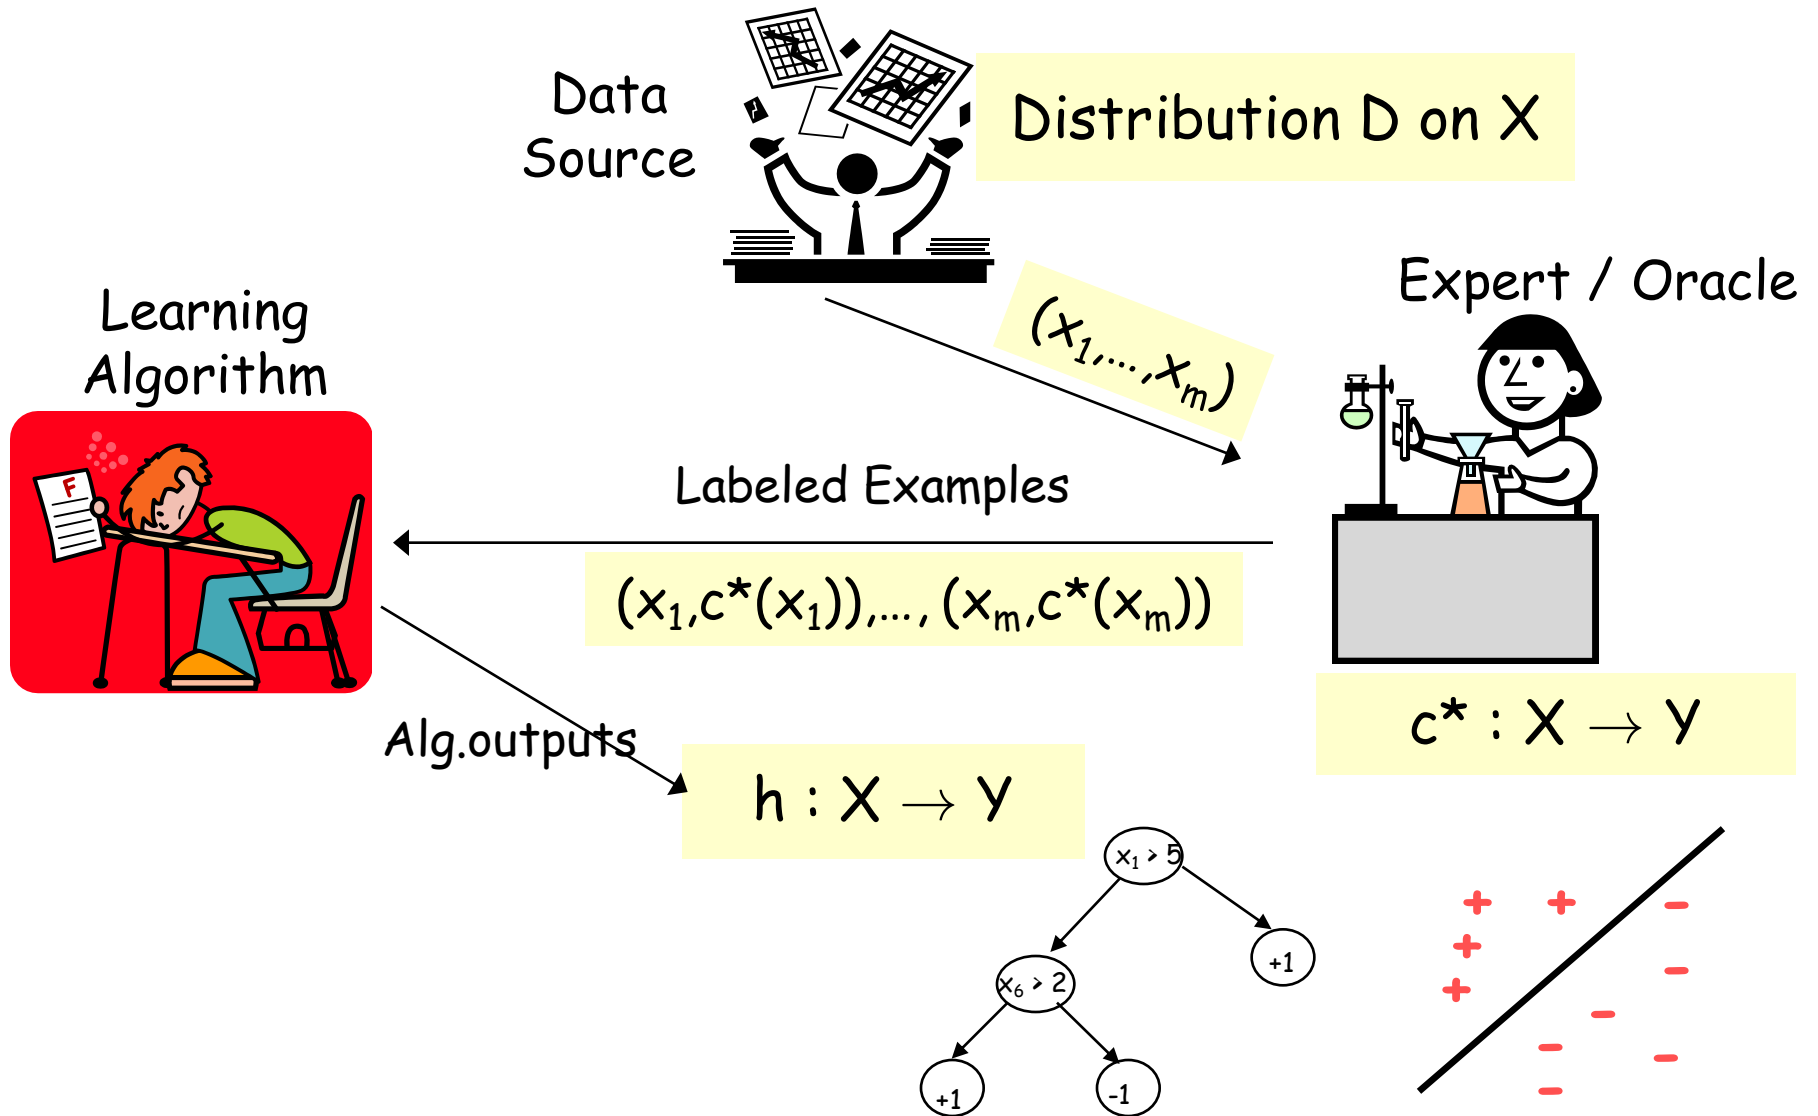 Data
Source
Distribution D on X
Expert / Oracle
(x₁,...,xₘ)
Learning
Algorithm
F
Labeled Examples
(x₁,c*(x₁)),..., (xₘ,c*(xₘ))
c* : X → Y
Alg.outputs
h : X → Y
x₁ > 5
+1
x₆ > 2
+1
-1
+ + -
+
-
+
-
-
-
-